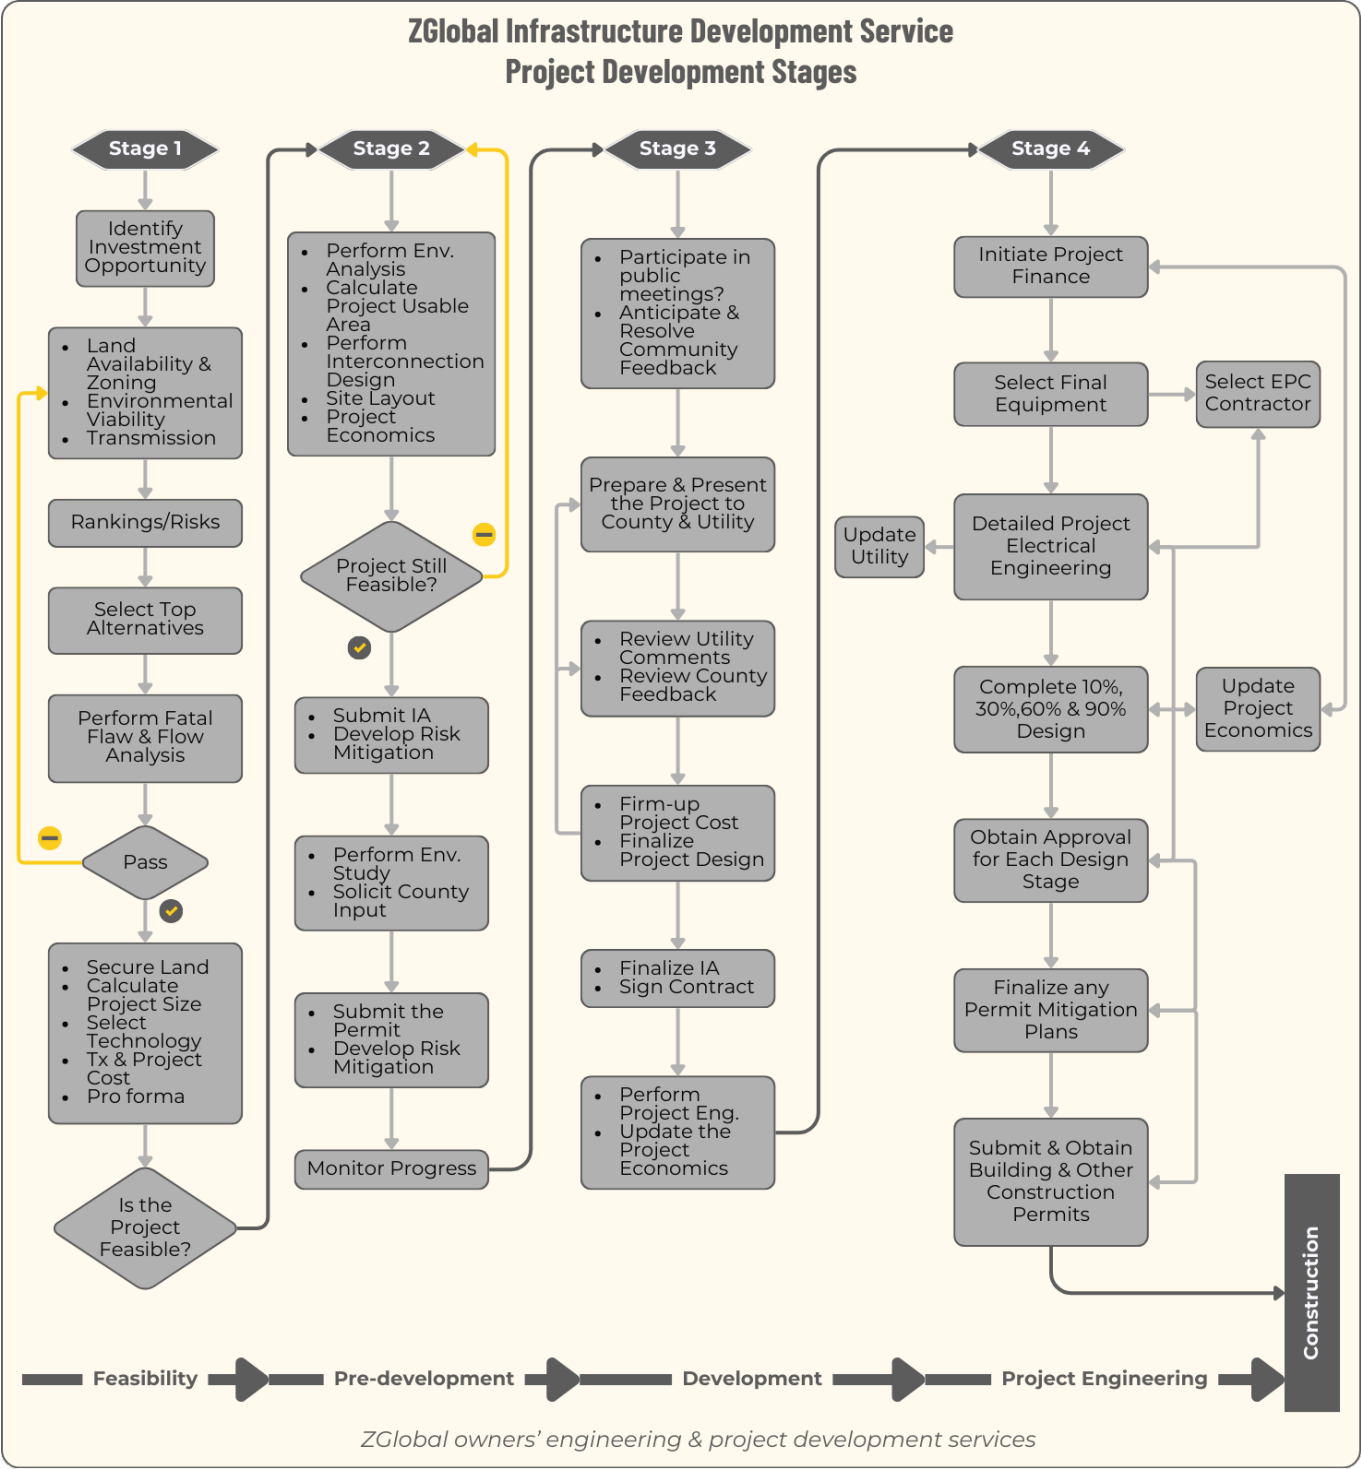 ZGlobal Infrastructure Development Service
Project Development Stages
Stage 1
Identify
Investment
Opportunity
• Land
Availability &
Zoning
• Environmental
Viability
• Transmission
Rankings/Risks
Select Top
Alternatives
Perform Fatal
Flaw & Flow
Analysis
Pass
• Secure Land
• Calculate
Project Size
• Select
Technology
• Tx & Project
Cost
• Pro forma
Is the
Project
Feasible?
Stage 2
• Perform Env.
Analysis
• Calculate
Project Usable
Area
• Perform
Interconnection
Design
• Site Layout
• Project
Economics
Project Still
Feasible?
• Submit IA
• Develop Risk
Mitigation
• Perform Env.
Study
• Solicit County
Input
• Submit the
Permit
• Develop Risk
Mitigation
Monitor Progress
Stage 3
• Participate in
public
meetings?
• Anticipate &
Resolve
Community
Feedback
Prepare & Present
the Project to
County & Utility
• Review Utility
Comments
• Review County
Feedback
• Firm-up
Project Cost
• Finalize
Project Design
• Finalize IA
• Sign Contract
• Perform
Project Eng.
• Update the
Project
Economics
Stage 4
Initiate Project
Finance
Select Final
Equipment
Select EPC
Contractor
Detailed Project
Electrical
Engineering
Update
Utility
Complete 10%,
30%,60% & 90%
Design
Update
Project
Economics
Obtain Approval
for Each Design
Stage
Finalize any
Permit Mitigation
Plans
Submit & Obtain
Building & Other
Construction
Permits
Construction
Feasibility
Pre-development
Development
Project Engineering
ZGlobal owners’ engineering & project development services